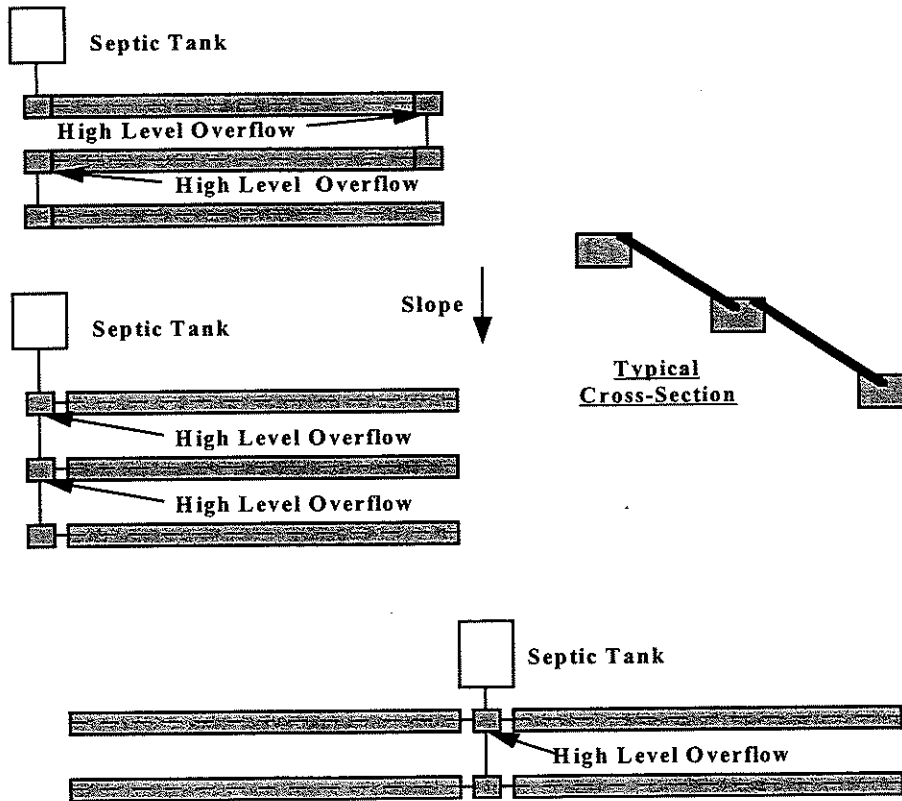 Septic Tank
High Level Overflow
High Level Overflow
Septic Tank
Slope
High Level Overflow
High Level Overflow
Typical
Cross-Section
Septic Tank
High Level Overflow